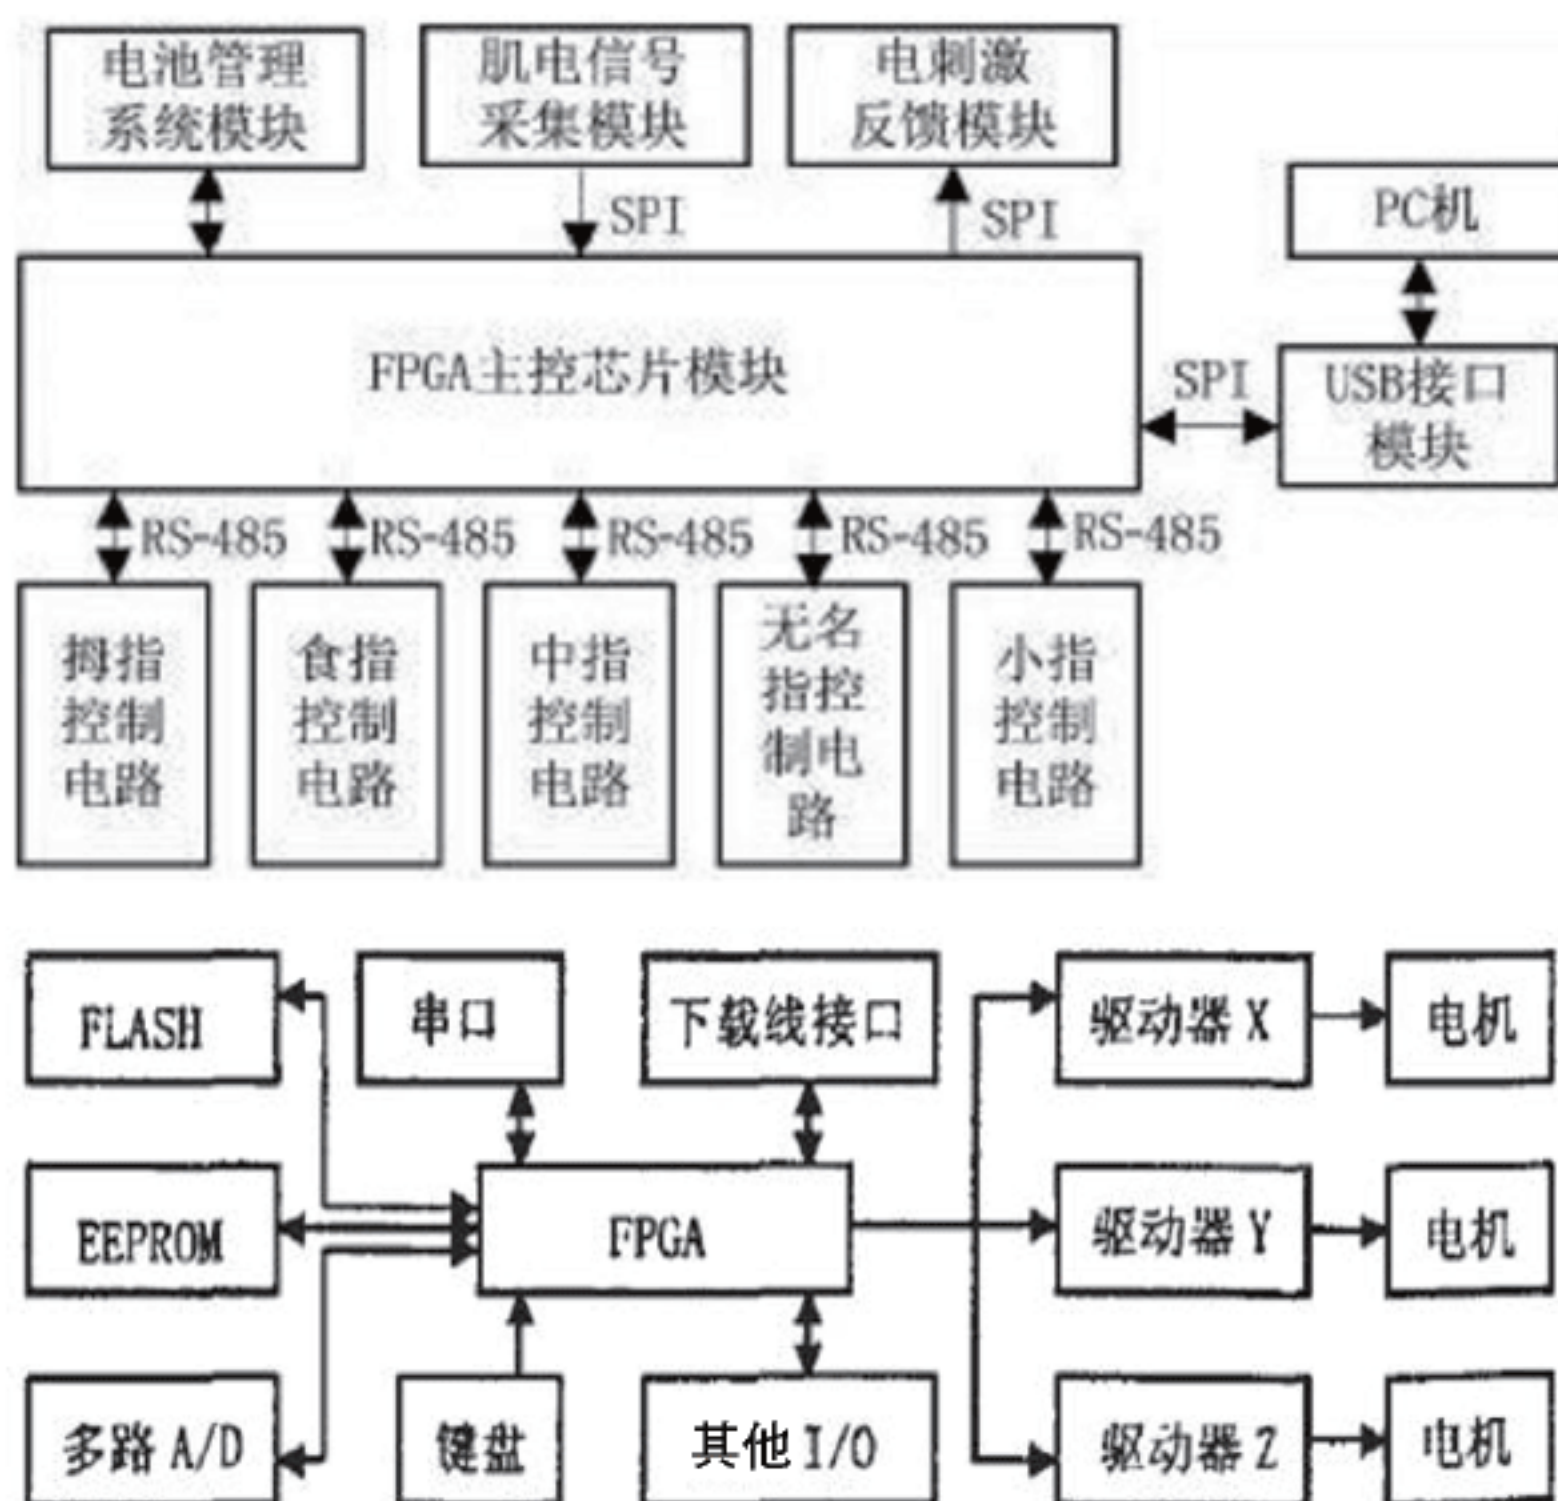 电池管理
系统模块
肌电信号
采集模块
电刺激
反馈模块
SPI
SPI
PC机
FPGA主控芯片模块
SPI
USB接口
模块
RS-485
RS-485
RS-485
RS-485
RS-485
拇指
控制
电路
食指
控制
电路
中指
控制
电路
无名
指控
制电
路
小指
控制
电路
FLASH
串口
下载线接口
驱动器 X
电机
EEPROM
FPGA
驱动器 Y
电机
多路 A/D
键盘
其他 I/O
驱动器 Z
电机